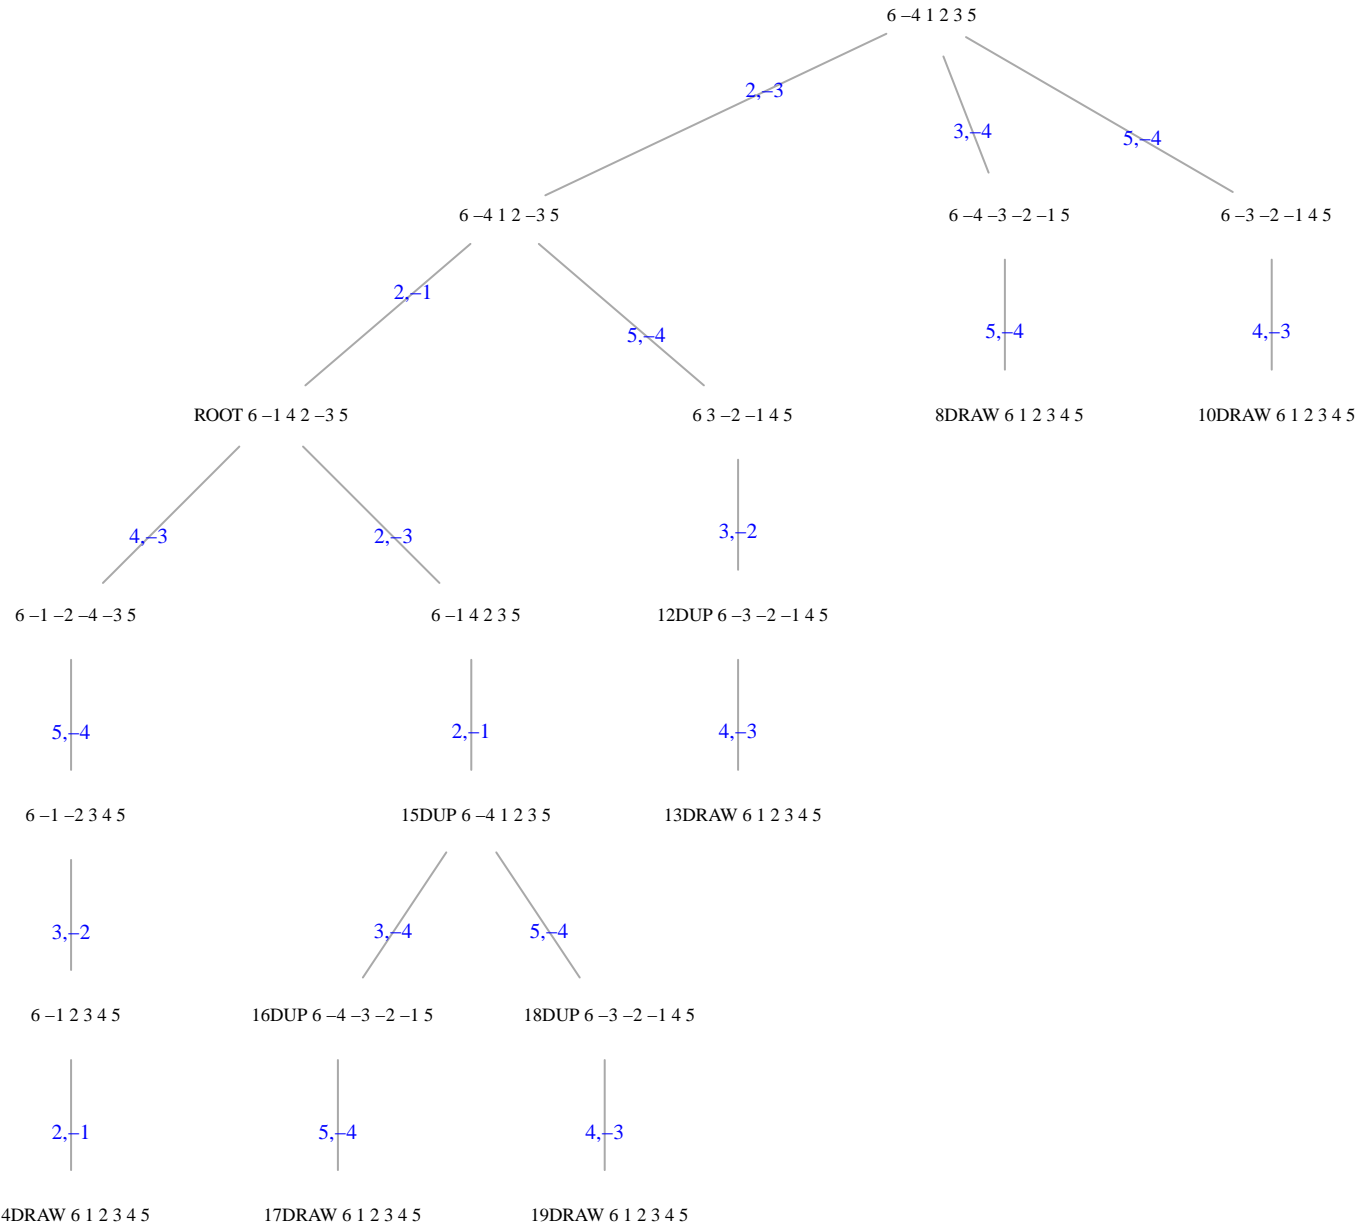 6 –4 1 2 3 5
2,–3
3,–4
5,–4
6 –4 1 2 –3 5
6 –4 –3 –2 –1 5
6 –3 –2 –1 4 5
2,–1
5,–4
5,–4
4,–3
ROOT 6 –1 4 2 –3 5
6 3 –2 –1 4 5
8DRAW 6 1 2 3 4 5
10DRAW 6 1 2 3 4 5
4,–3
2,–3
3,–2
6 –1 –2 –4 –3 5
6 –1 4 2 3 5
12DUP 6 –3 –2 –1 4 5
5,–4
2,–1
4,–3
6 –1 –2 3 4 5
15DUP 6 –4 1 2 3 5
13DRAW 6 1 2 3 4 5
3,–2
3,–4
5,–4
6 –1 2 3 4 5
16DUP 6 –4 –3 –2 –1 5
18DUP 6 –3 –2 –1 4 5
2,–1
5,–4
4,–3
4DRAW 6 1 2 3 4 5
17DRAW 6 1 2 3 4 5
19DRAW 6 1 2 3 4 5